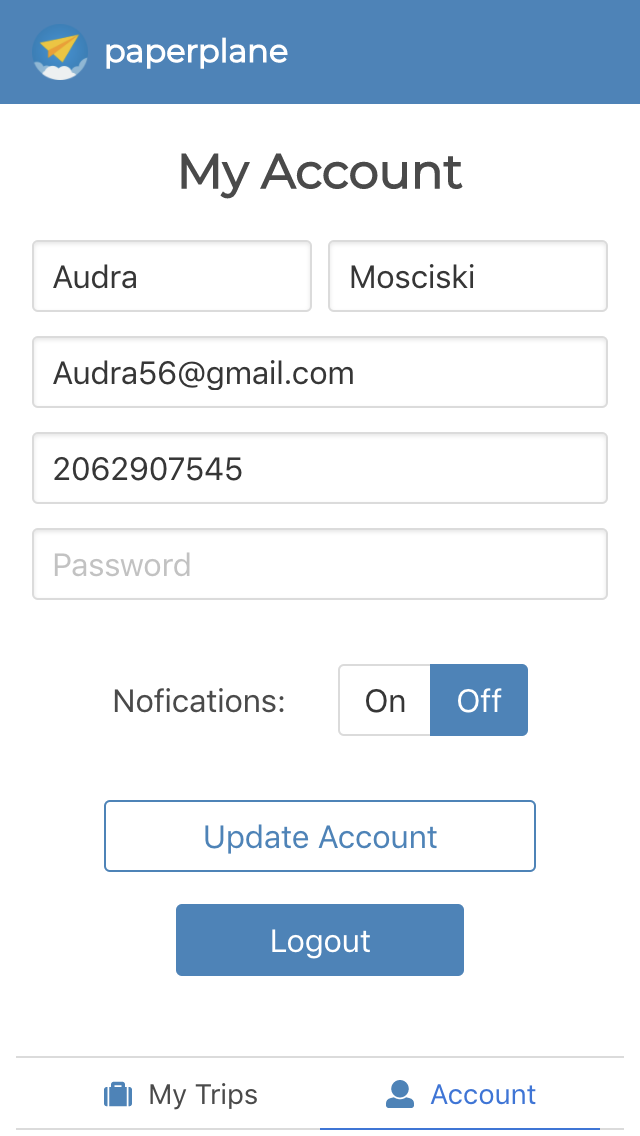 paperplane
My Account
Audra Mosciski
Audra56@gmail.com
2062907545
Password
Nofications: On Off
Update Account
Logout
My Trips Account